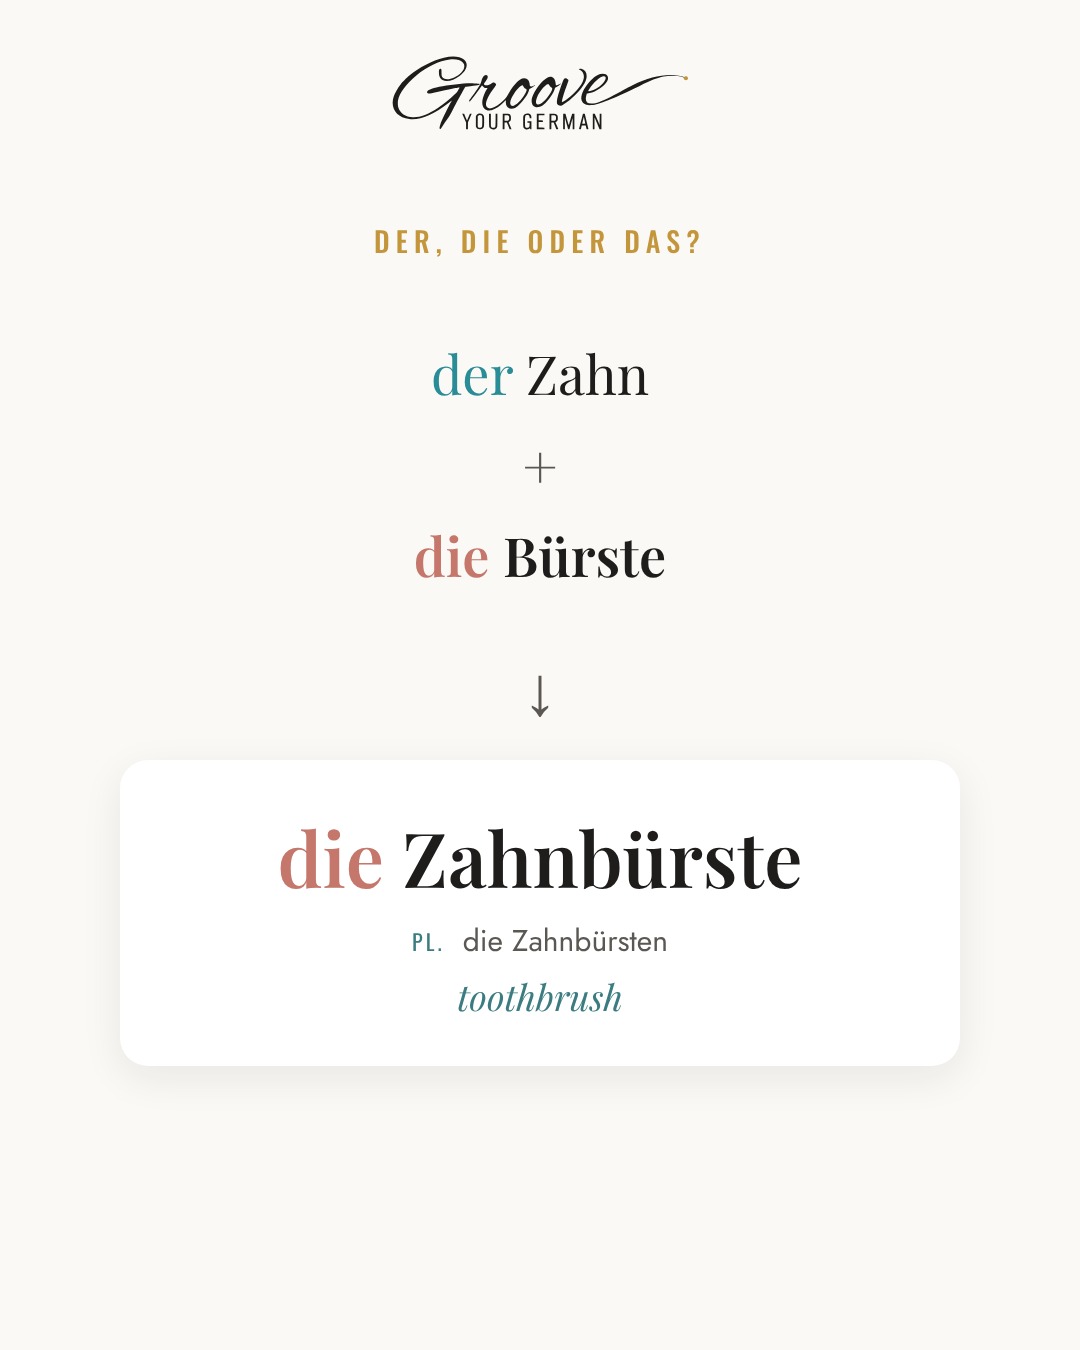 Groove
YOUR GERMAN
DER, DIE ODER DAS?
der Zahn
+
die Bürste
↓
die Zahnbürste
PL. die Zahnbürsten
toothbrush